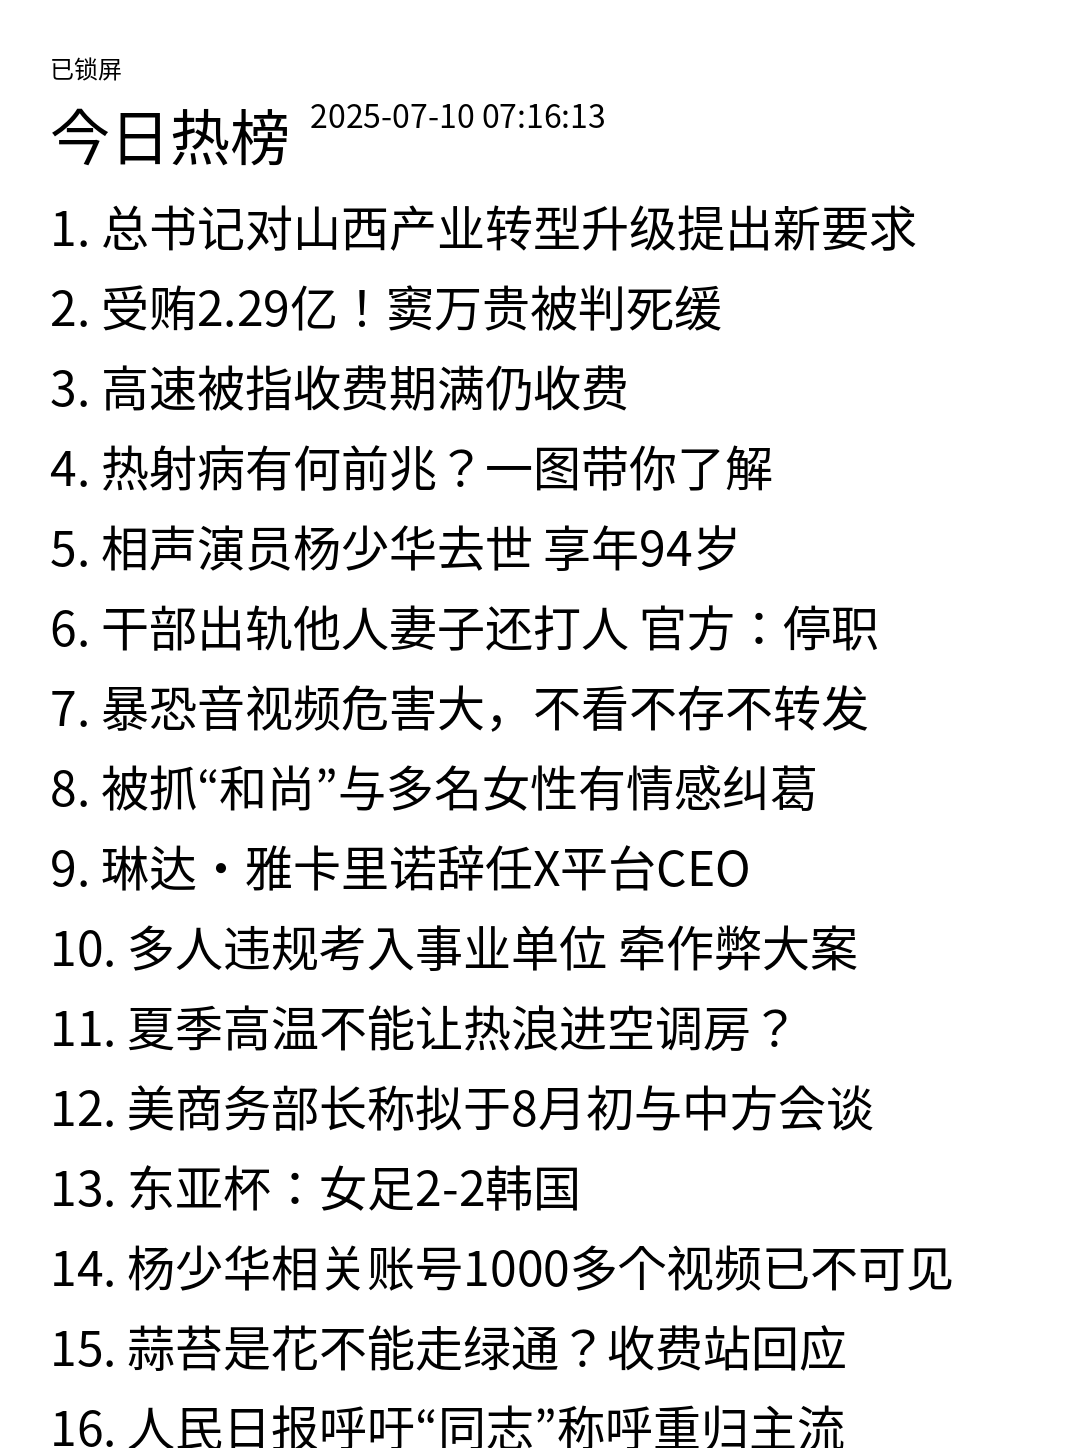 已锁屏
今日热榜 2025-07-10 07:16:13
1. 总书记对山西产业转型升级提出新要求
2. 受贿2.29亿！窦万贵被判死缓
3. 高速被指收费期满仍收费
4. 热射病有何前兆？一图带你了解
5. 相声演员杨少华去世 享年94岁
6. 干部出轨他人妻子还打人 官方：停职
7. 暴恐音视频危害大，不看不存不转发
8. 被抓“和尚”与多名女性有情感纠葛
9. 琳达・雅卡里诺辞任X平台CEO
10. 多人违规考入事业单位 牵作弊大案
11. 夏季高温不能让热浪进空调房？
12. 美商务部长称拟于8月初与中方会谈
13. 东亚杯：女足2-2韩国
14. 杨少华相关账号1000多个视频已不可见
15. 蒜苔是花不能走绿通？收费站回应
16. 人民日报呼吁“同志”称呼重归主流